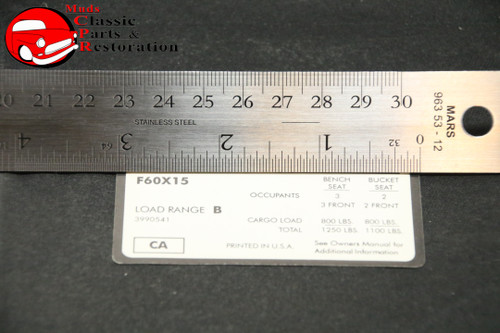 Muds
Classic
Parts &
Restoration
20 21 22 23 24 25 26 27 28 29 30
MARS
963 53 - 12
STAINLESS STEEL
4 3 64 2 1 32 0
F60X15
BENCH SEAT
BUCKET SEAT
OCCUPANTS 3 2
3 FRONT 2 FRONT
LOAD RANGE B
3990541
CARGO LOAD 800 LBS. 800 LBS.
TOTAL 1250 LBS. 1100 LBS.
CA
PRINTED IN U.S.A.
See Owners Manual for
Additional Information